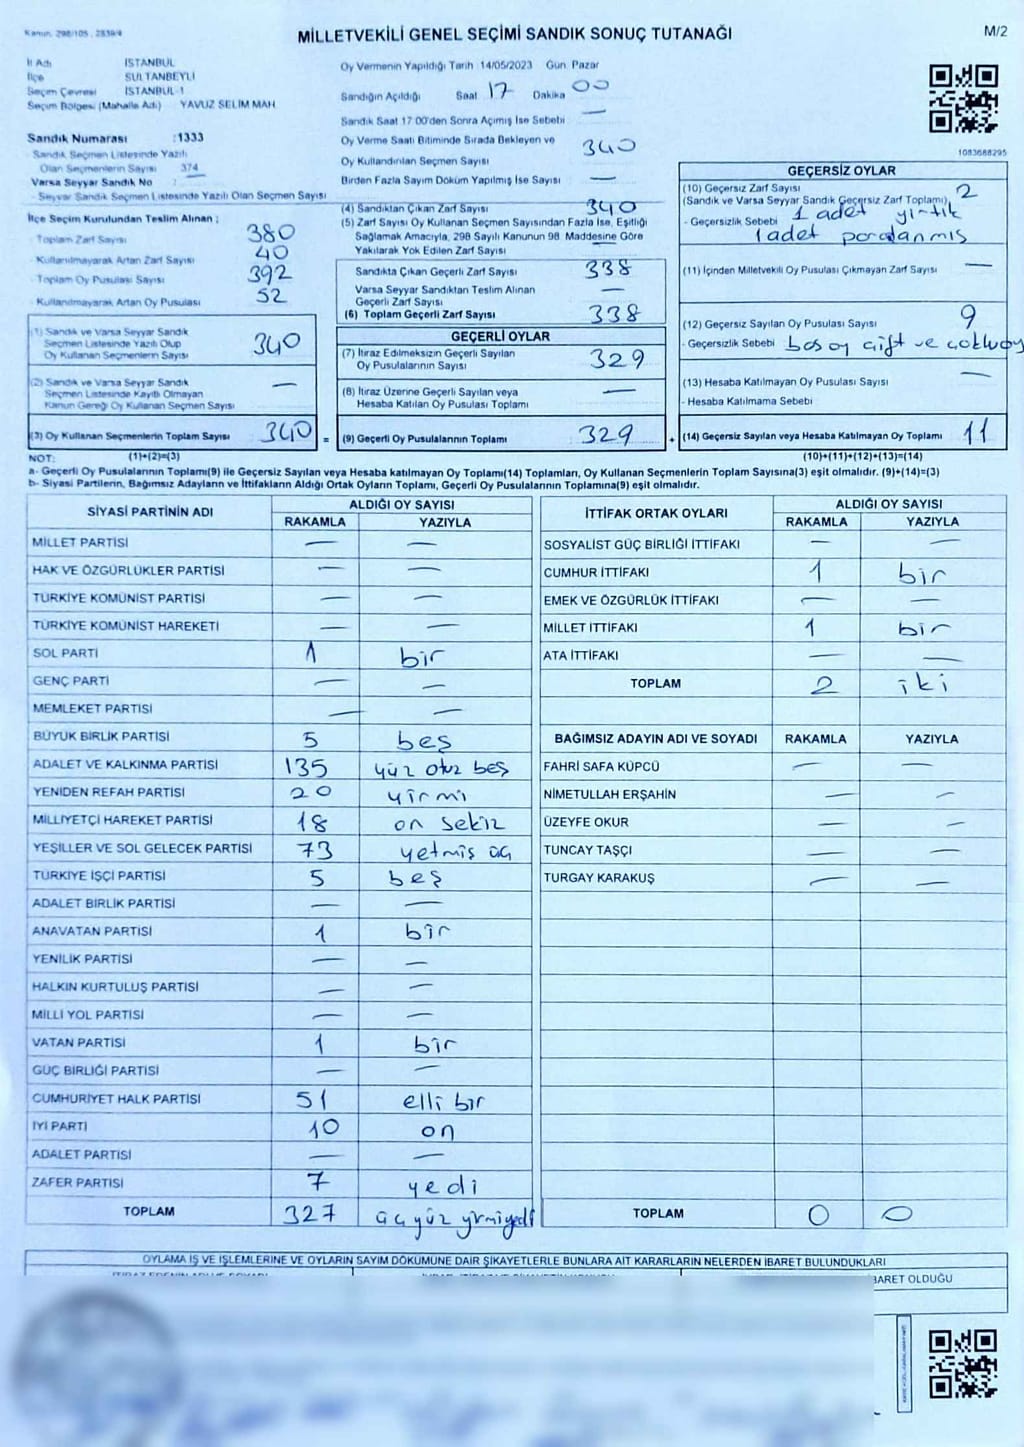 Kanun. 298/105 , 2839/4
MİLLETVEKİLİ GENEL SEÇİMİ SANDIK SONUÇ TUTANAĞI
M/2
İl Adı İSTANBUL
İlçe SULTANBEYLİ
Seçim Çevresi İSTANBUL-1
Seçim Bölgesi (Mahalle Adı) YAVUZ SELİM MAH
Sandık Numarası :1333
- Sandık Seçmen Listesinde Yazılı
Olan Seçmenlerin Sayısı 374
Varsa Seyyar Sandık No :
- Seyyar Sandık Seçmen Listesinde Yazılı Olan Seçmen Sayısı
Oy Vermenin Yapıldığı Tarih 14/05/2023 Gün Pazar
Sandığın Açıldığı Saat 17 Dakika 00
Sandık Saat 17:00'den Sonra Açımış İse Sebebi —
Oy Verme Saati Bitiminde Sırada Bekleyen ve
Oy Kullandırılan Seçmen Sayısı 340
Birden Fazla Sayım Döküm Yapılmış İse Sayısı —
1083688295
İlçe Seçim Kurulundan Teslim Alınan ;
- Toplam Zarf Sayısı 380
- Kullanılmayarak Artan Zarf Sayısı 40
- Toplam Oy Pusulası Sayısı 392
- Kullanılmayarak Artan Oy Pusulası 52
(1) Sandık ve Varsa Seyyar Sandık
Seçmen Listesinde Yazılı Olup
Oy Kullanan Seçmenlerin Sayısı 340
(2) Sandık ve Varsa Seyyar Sandık
Seçmen Listesinde Kayıtlı Olmayan
Kanun Gereği Oy Kullanan Seçmen Sayısı —
(3) Oy Kullanan Seçmenlerin Toplam Sayısı 340 =
(4) Sandıktan Çıkan Zarf Sayısı 340
(5) Zarf Sayısı Oy Kullanan Seçmen Sayısından Fazla İse, Eşitliği
Sağlamak Amacıyla, 298 Sayılı Kanunun 98. Maddesine Göre
Yakılarak Yok Edilen Zarf Sayısı —
Sandıkta Çıkan Geçerli Zarf Sayısı 338
Varsa Seyyar Sandıktan Teslim Alınan
Geçerli Zarf Sayısı —
(6) Toplam Geçerli Zarf Sayısı 338
GEÇERLİ OYLAR
(7) İtiraz Edilmeksizin Geçerli Sayılan
Oy Pusulalarının Sayısı 329
(8) İtiraz Üzerine Geçerli Sayılan veya
Hesaba Katılan Oy Pusulası Toplamı —
(9) Geçerli Oy Pusulalarının Toplamı 329 +
GEÇERSİZ OYLAR
(10) Geçersiz Zarf Sayısı 2
(Sandık ve Varsa Seyyar Sandık Geçersiz Zarf Toplamı)
- Geçersizlik Sebebi 1 adet yırtık
1 adet paralanmış
(11) İçinden Milletvekili Oy Pusulası Çıkmayan Zarf Sayısı —
(12) Geçersiz Sayılan Oy Pusulası Sayısı 9
- Geçersizlik Sebebi boş oy çift ve çoklu oy
(13) Hesaba Katılmayan Oy Pusulası Sayısı —
- Hesaba Katılmama Sebebi
(14) Geçersiz Sayılan veya Hesaba Katılmayan Oy Toplamı 11
NOT: (1)+(2)=(3) (10)+(11)+(12)+(13)=(14)
a- Geçerli Oy Pusulalarının Toplamı(9) ile Geçersiz Sayılan veya Hesaba katılmayan Oy Toplamı(14) Toplamları, Oy Kullanan Seçmenlerin Toplam Sayısına(3) eşit olmalıdır. (9)+(14)=(3)
b- Siyasi Partilerin, Bağımsız Adayların ve İttifakların Aldığı Ortak Oyların Toplamı, Geçerli Oy Pusulalarının Toplamına(9) eşit olmalıdır.
SİYASİ PARTİNİN ADI ALDIĞI OY SAYISI
RAKAMLA YAZIYLA
MİLLET PARTİSİ — —
HAK VE ÖZGÜRLÜKLER PARTİSİ — —
TÜRKİYE KOMÜNİST PARTİSİ — —
TÜRKİYE KOMÜNİST HAREKETİ — —
SOL PARTİ 1 bir
GENÇ PARTİ — —
MEMLEKET PARTİSİ — —
BÜYÜK BİRLİK PARTİSİ 5 beş
ADALET VE KALKINMA PARTİSİ 135 yüz otuz beş
YENİDEN REFAH PARTİSİ 20 yirmi
MİLLİYETÇİ HAREKET PARTİSİ 18 on sekiz
YEŞİLLER VE SOL GELECEK PARTİSİ 73 yetmiş üç
TÜRKİYE İŞÇİ PARTİSİ 5 beş
ADALET BİRLİK PARTİSİ — —
ANAVATAN PARTİSİ 1 bir
YENİLİK PARTİSİ — —
HALKIN KURTULUŞ PARTİSİ — —
MİLLİ YOL PARTİSİ — —
VATAN PARTİSİ 1 bir
GÜÇ BİRLİĞİ PARTİSİ — —
CUMHURİYET HALK PARTİSİ 51 elli bir
İYİ PARTİ 10 on
ADALET PARTİSİ — —
ZAFER PARTİSİ 7 yedi
TOPLAM 327 üç yüz yirmi yedi
İTTİFAK ORTAK OYLARI ALDIĞI OY SAYISI
RAKAMLA YAZIYLA
SOSYALİST GÜÇ BİRLİĞİ İTTİFAKI — —
CUMHUR İTTİFAKI 1 bir
EMEK VE ÖZGÜRLÜK İTTİFAKI — —
MİLLET İTTİFAKI 1 bir
ATA İTTİFAKI — —
TOPLAM 2 iki
BAĞIMSIZ ADAYIN ADI VE SOYADI RAKAMLA YAZIYLA
FAHRİ SAFA KÜPCÜ — —
NİMETULLAH ERŞAHİN — —
ÜZEYFE OKUR — —
TUNCAY TAŞÇI — —
TURGAY KARAKUŞ — —
TOPLAM 0 0
OYLAMA İŞ VE İŞLEMLERİNE VE OYLARIN SAYIM DÖKÜMÜNE DAİR ŞİKAYETLERLE BUNLARA AİT KARARLARIN NELERDEN İBARET BULUNDUKLARI
İBARET OLDUĞU